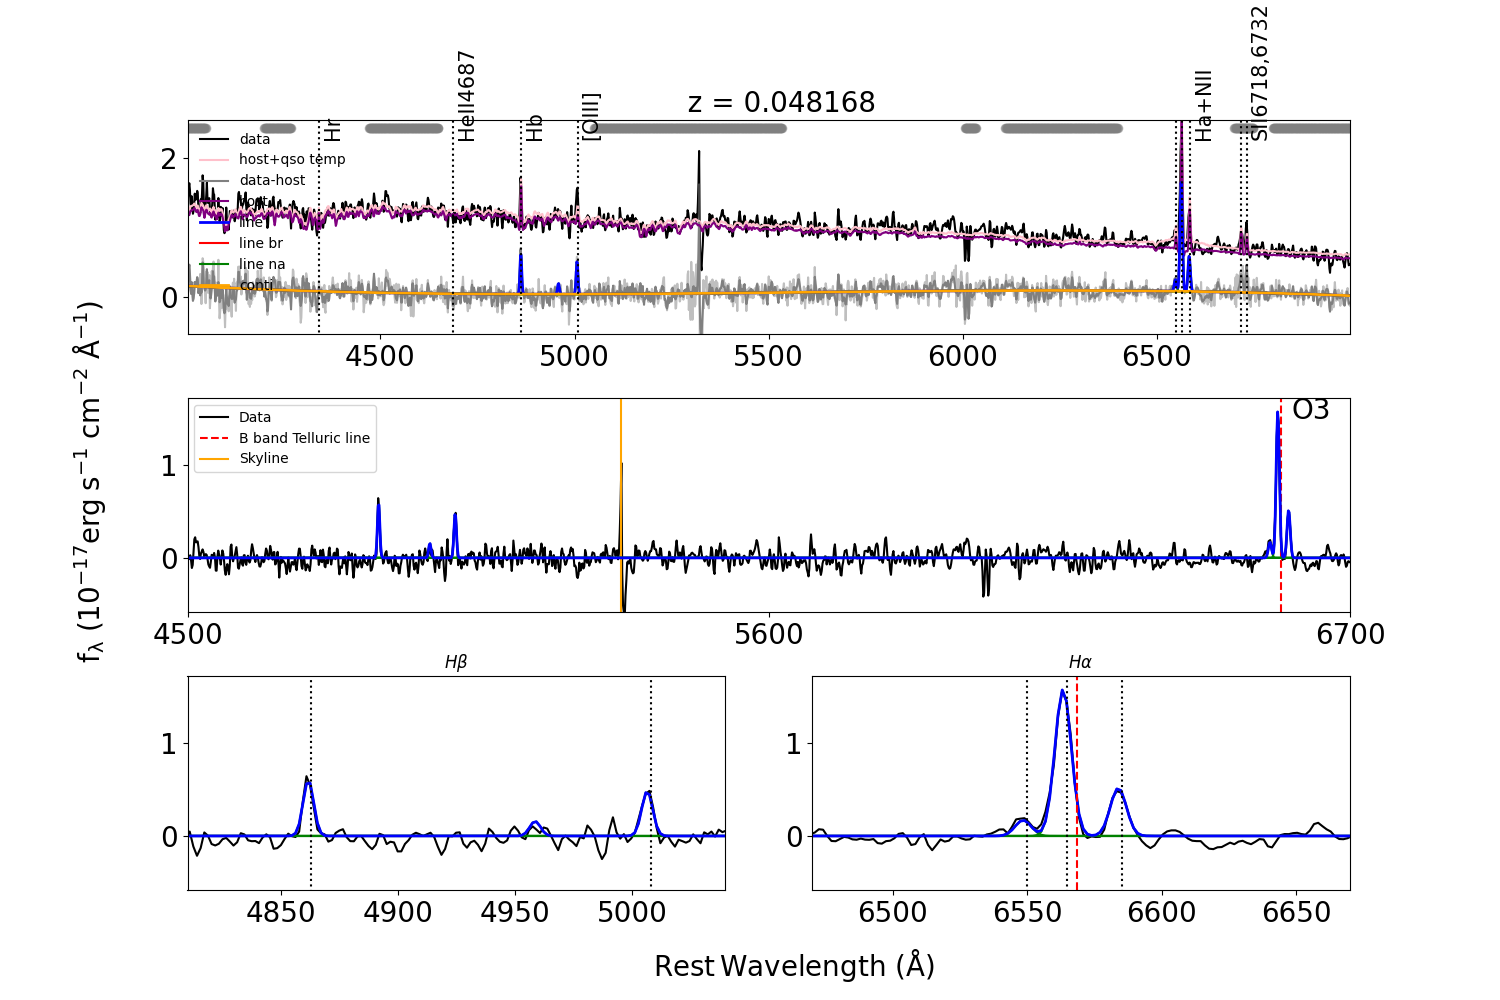 z = 0.048168
Hr
HeII4687
Hb
[OIII]
Ha+NII
SII6718,6732
data
host+qso temp
data-host
host
line
line br
line na
conti
2
0
4500 5000 5500 6000 6500
Data
B band Telluric line
Skyline
O3
1
0
4500 5600 6700
fλ (10⁻¹⁷erg s⁻¹ cm⁻² Å⁻¹)
Hβ
1
0
4850 4900 4950 5000
Hα
1
0
6500 6550 6600 6650
Rest Wavelength (Å)